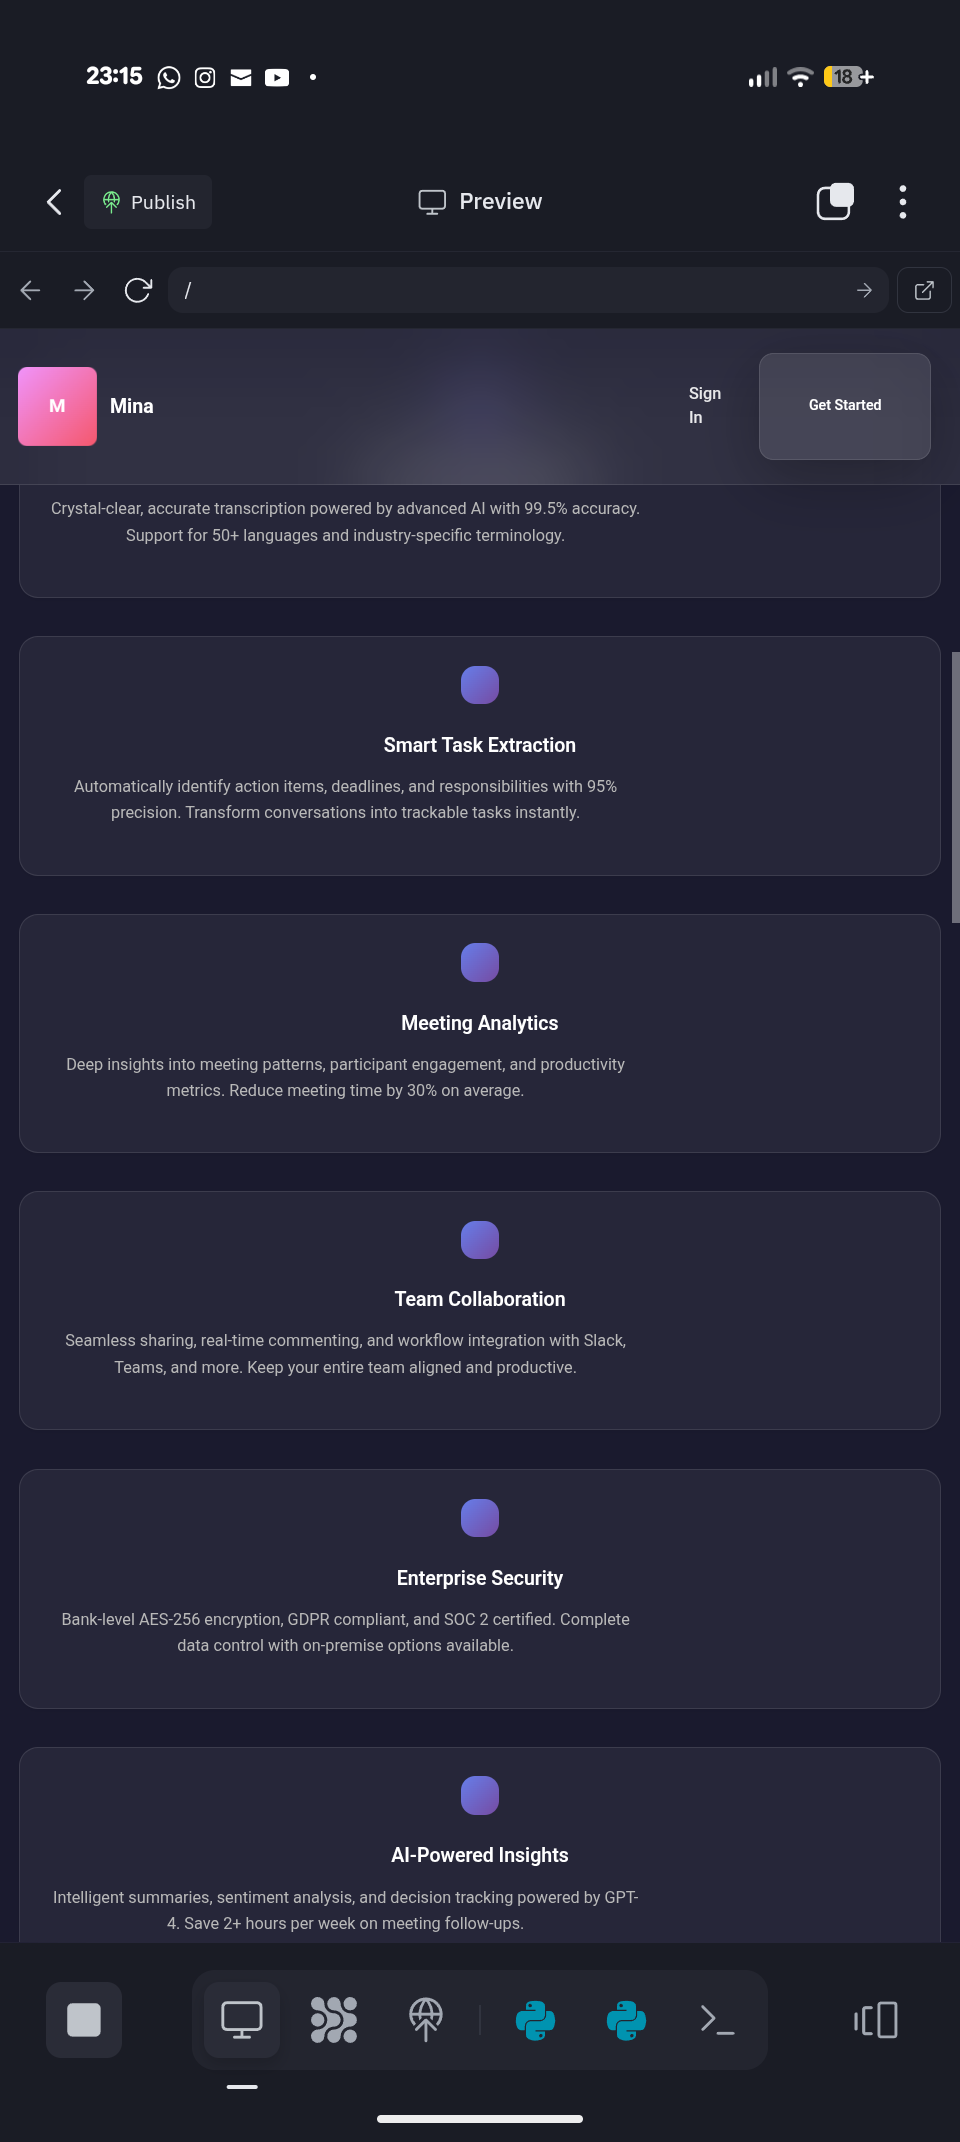 23:15
18+
Publish
Preview
/
M
Mina
Sign
In
Get Started
Crystal-clear, accurate transcription powered by advanced AI with 99.5% accuracy.
Support for 50+ languages and industry-specific terminology.
Smart Task Extraction
Automatically identify action items, deadlines, and responsibilities with 95%
precision. Transform conversations into trackable tasks instantly.
Meeting Analytics
Deep insights into meeting patterns, participant engagement, and productivity
metrics. Reduce meeting time by 30% on average.
Team Collaboration
Seamless sharing, real-time commenting, and workflow integration with Slack,
Teams, and more. Keep your entire team aligned and productive.
Enterprise Security
Bank-level AES-256 encryption, GDPR compliant, and SOC 2 certified. Complete
data control with on-premise options available.
AI-Powered Insights
Intelligent summaries, sentiment analysis, and decision tracking powered by GPT-
4. Save 2+ hours per week on meeting follow-ups.